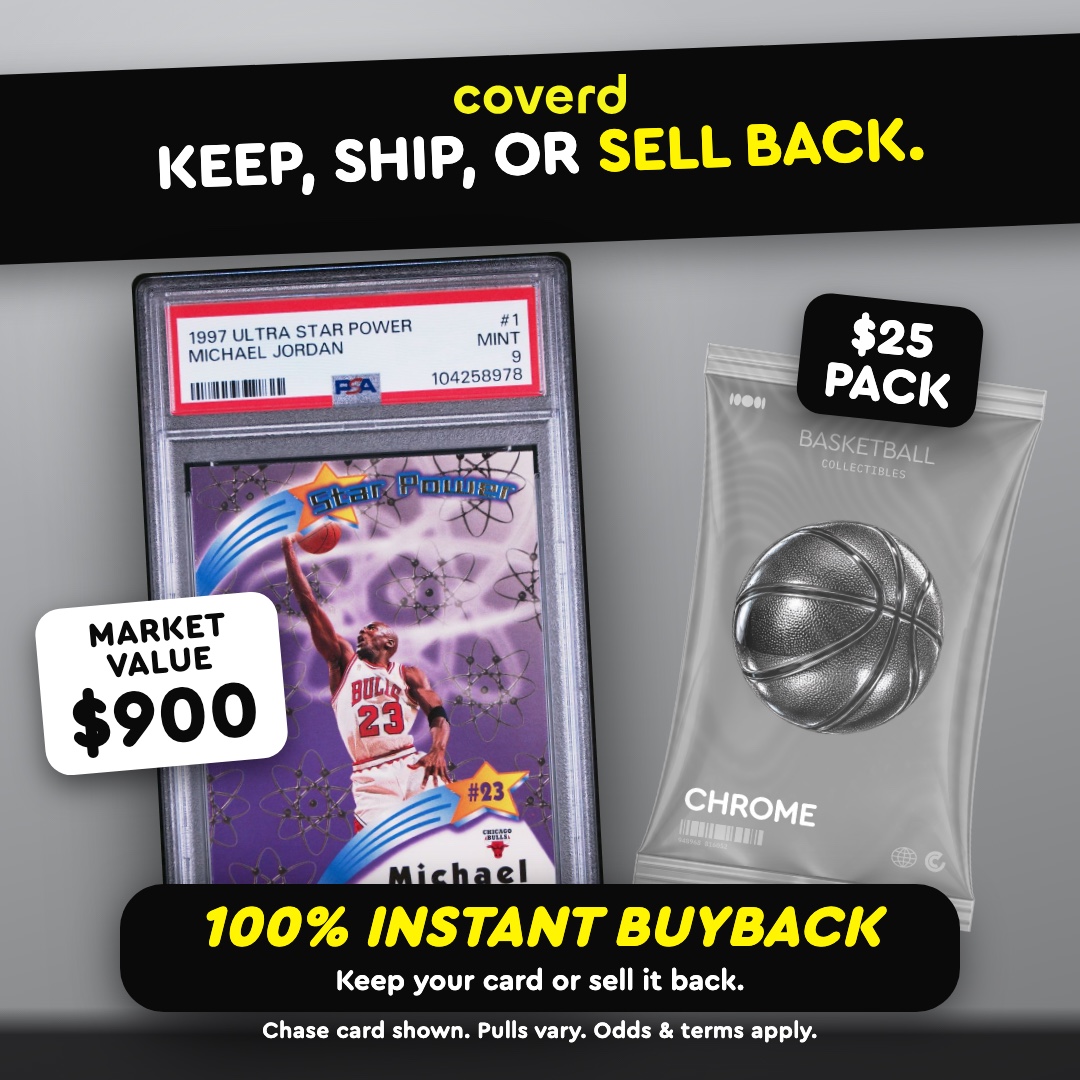 coverd
KEEP, SHIP, OR SELL BACK.
1997 ULTRA STAR POWER
MICHAEL JORDAN
#1
MINT
9
104258978
PSA
$25
PACK
BASKETBALL
COLLECTIBLES
Star Power
MARKET
VALUE
$900
BULLS
23
#23
CHICAGO
BULLS
Michael
CHROME
100% INSTANT BUYBACK
Keep your card or sell it back.
Chase card shown. Pulls vary. Odds & terms apply.